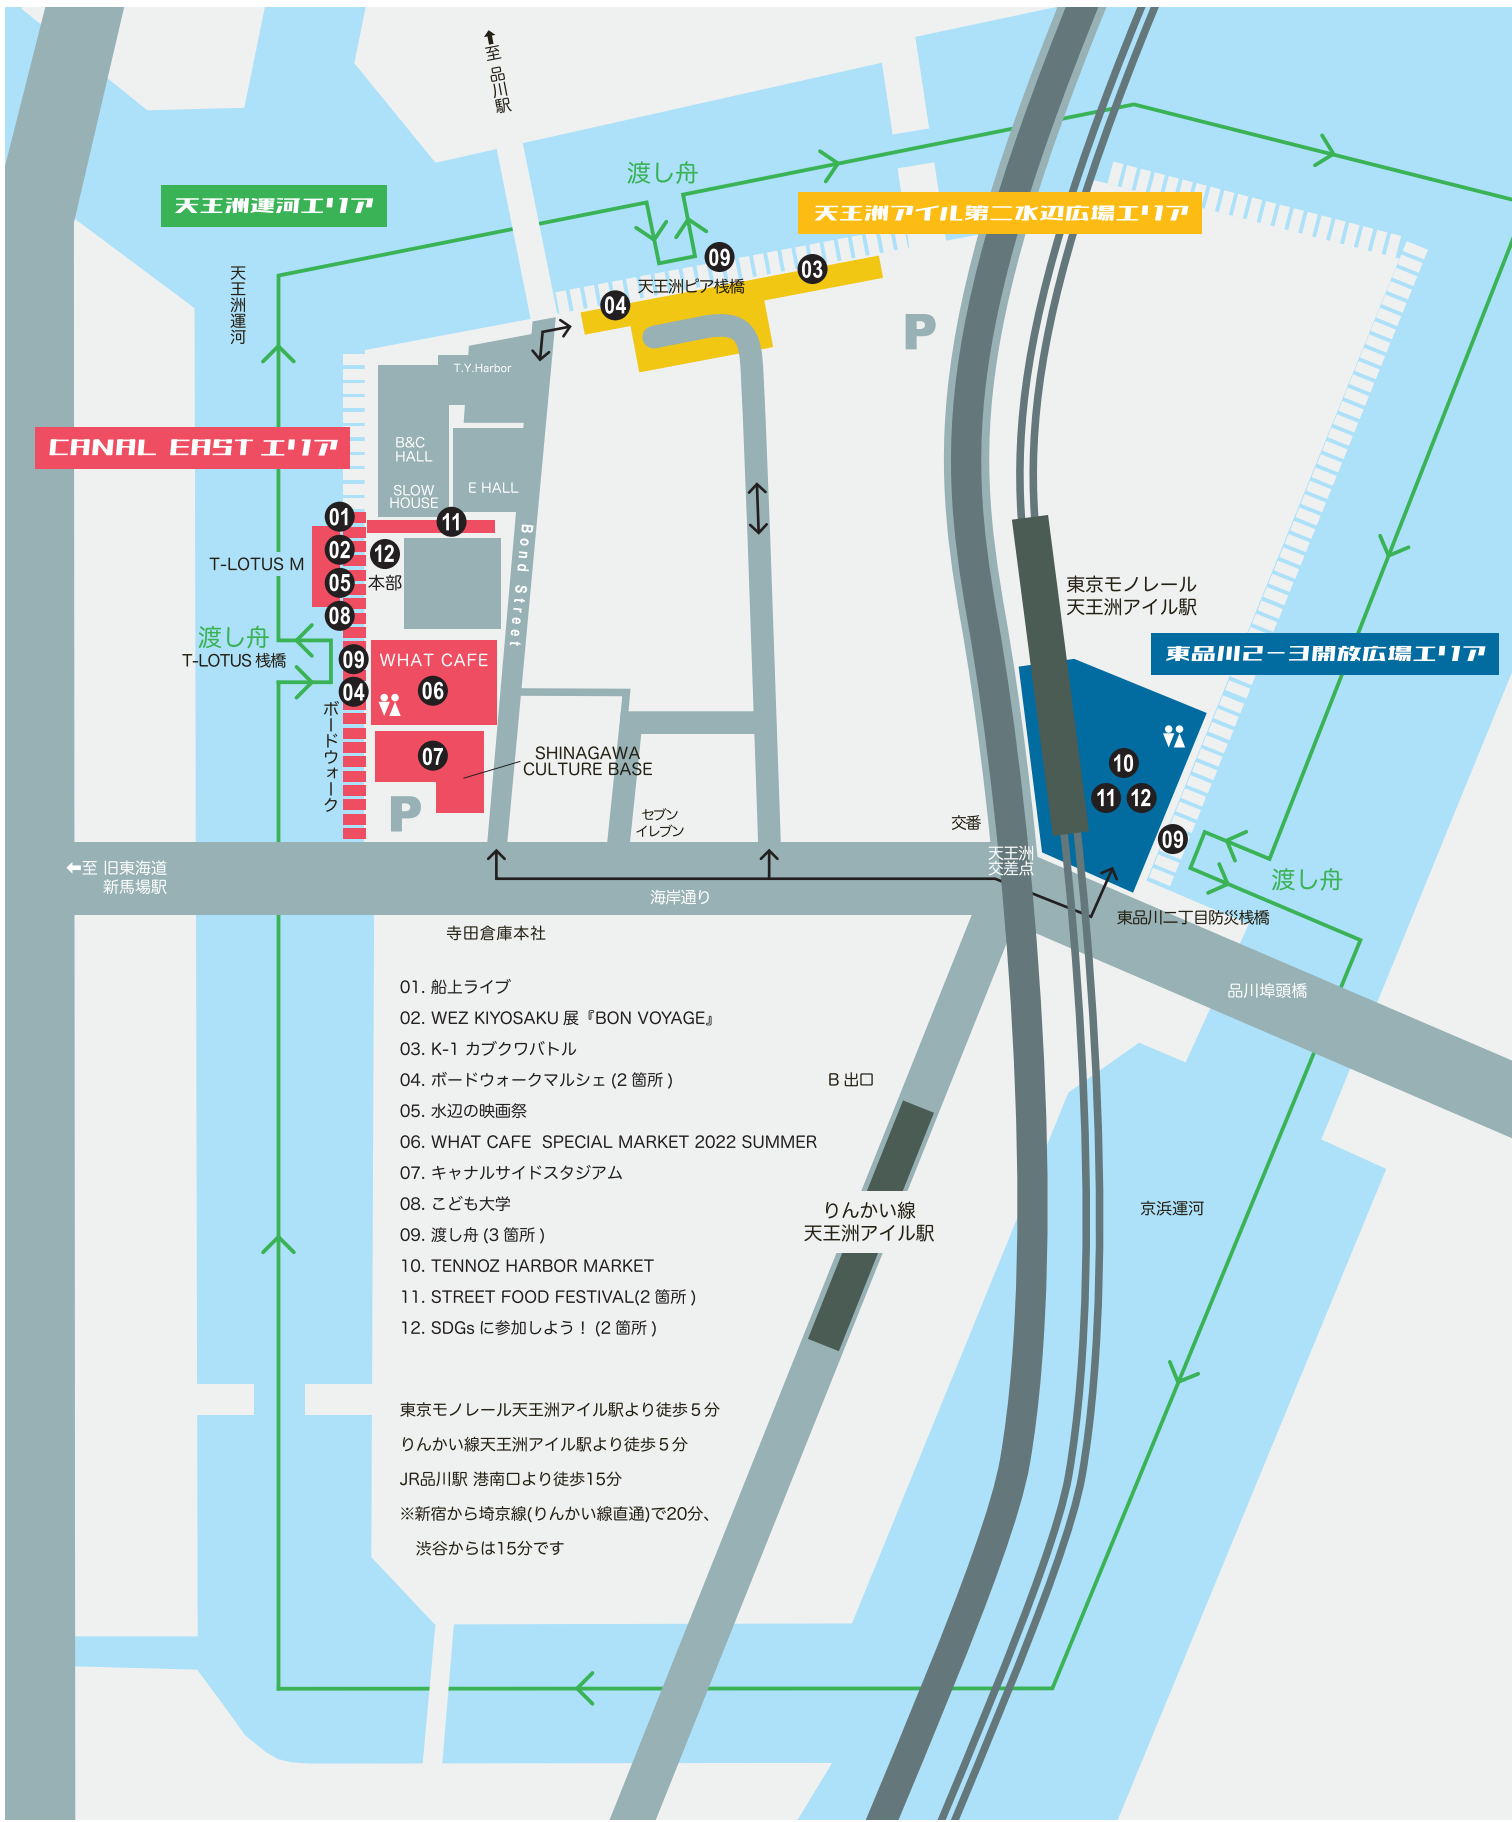 至 品川駅
渡し舟
天王洲運河エリア
天王洲アイル第二水辺広場エリア
天王洲運河
09
03
天王洲ピア桟橋
04
P
T.Y.Harbor
CANAL EAST エリア
B&C
HALL
SLOW
HOUSE
E HALL
01
11
02
12
T-LOTUS M
05
本部
08
Bond Street
東京モノレール
天王洲アイル駅
渡し舟
T-LOTUS 桟橋
09
WHAT CAFE
04
06
東品川2-3開放広場エリア
ボードウォーク
07
SHINAGAWA
CULTURE BASE
10
11
12
P
セブン
イレブン
交番
09
至 旧東海道
新馬場駅
天王洲
交差点
渡し舟
海岸通り
東品川二丁目防災桟橋
寺田倉庫本社
品川埠頭橋
01. 船上ライブ
02. WEZ KIYOSAKU 展『BON VOYAGE』
03. K-1 カブクワバトル
04. ボードウォークマルシェ (2 箇所 )
B 出口
05. 水辺の映画祭
06. WHAT CAFE  SPECIAL MARKET 2022 SUMMER
07. キャナルサイドスタジアム
08. こども大学
りんかい線
天王洲アイル駅
京浜運河
09. 渡し舟 (3 箇所 )
10. TENNOZ HARBOR MARKET
11. STREET FOOD FESTIVAL(2 箇所 )
12. SDGs に参加しよう！ (2 箇所 )
東京モノレール天王洲アイル駅より徒歩５分
りんかい線天王洲アイル駅より徒歩５分
JR品川駅 港南口より徒歩15分
※新宿から埼京線(りんかい線直通)で20分、
渋谷からは15分です